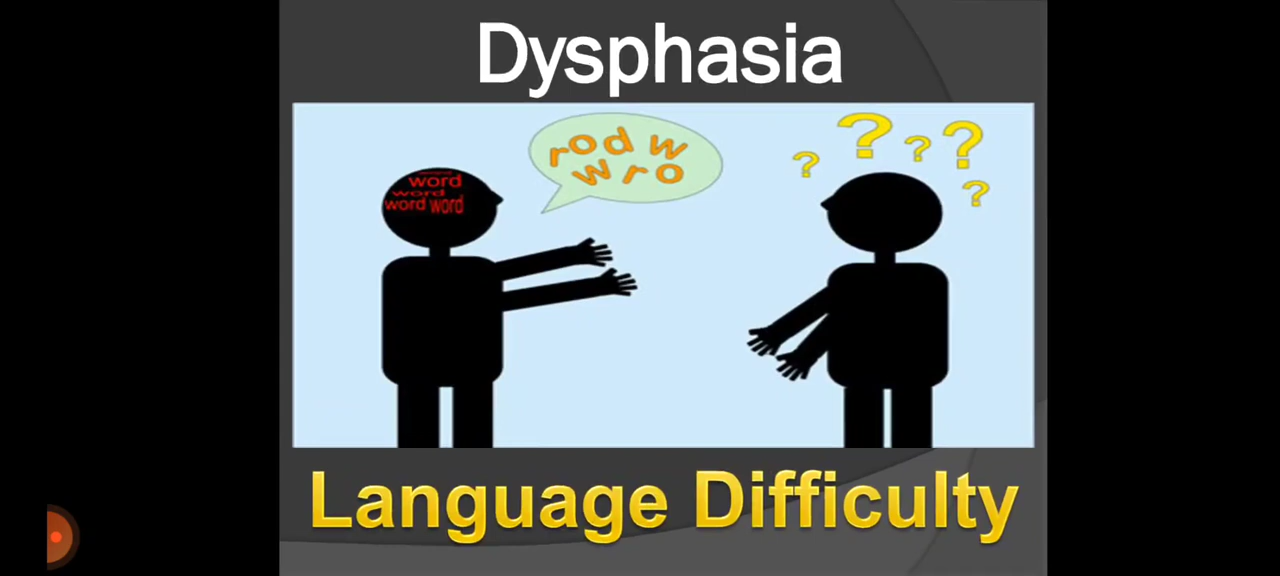 Dysphasia
rod w
w r o
? ? ? ? ?
word
word
word word
Language Difficulty